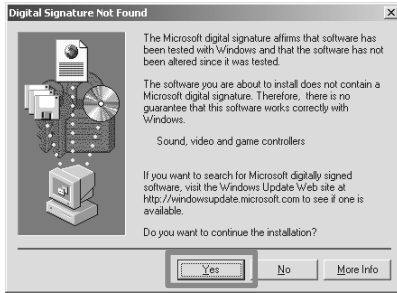 Digital Signature Not Found
The Microsoft digital signature affirms that software has
been tested with Windows and that the software has not
been altered since it was tested.
The software you are about to install does not contain a
Microsoft digital signature. Therefore, there is no
guarantee that this software works correctly with
Windows.
Sound, video and game controllers
If you want to search for Microsoft digitally signed
software, visit the Windows Update Web site at
http://windowsupdate.microsoft.com to see if one is
available.
Do you want to continue the installation?
Yes No More Info